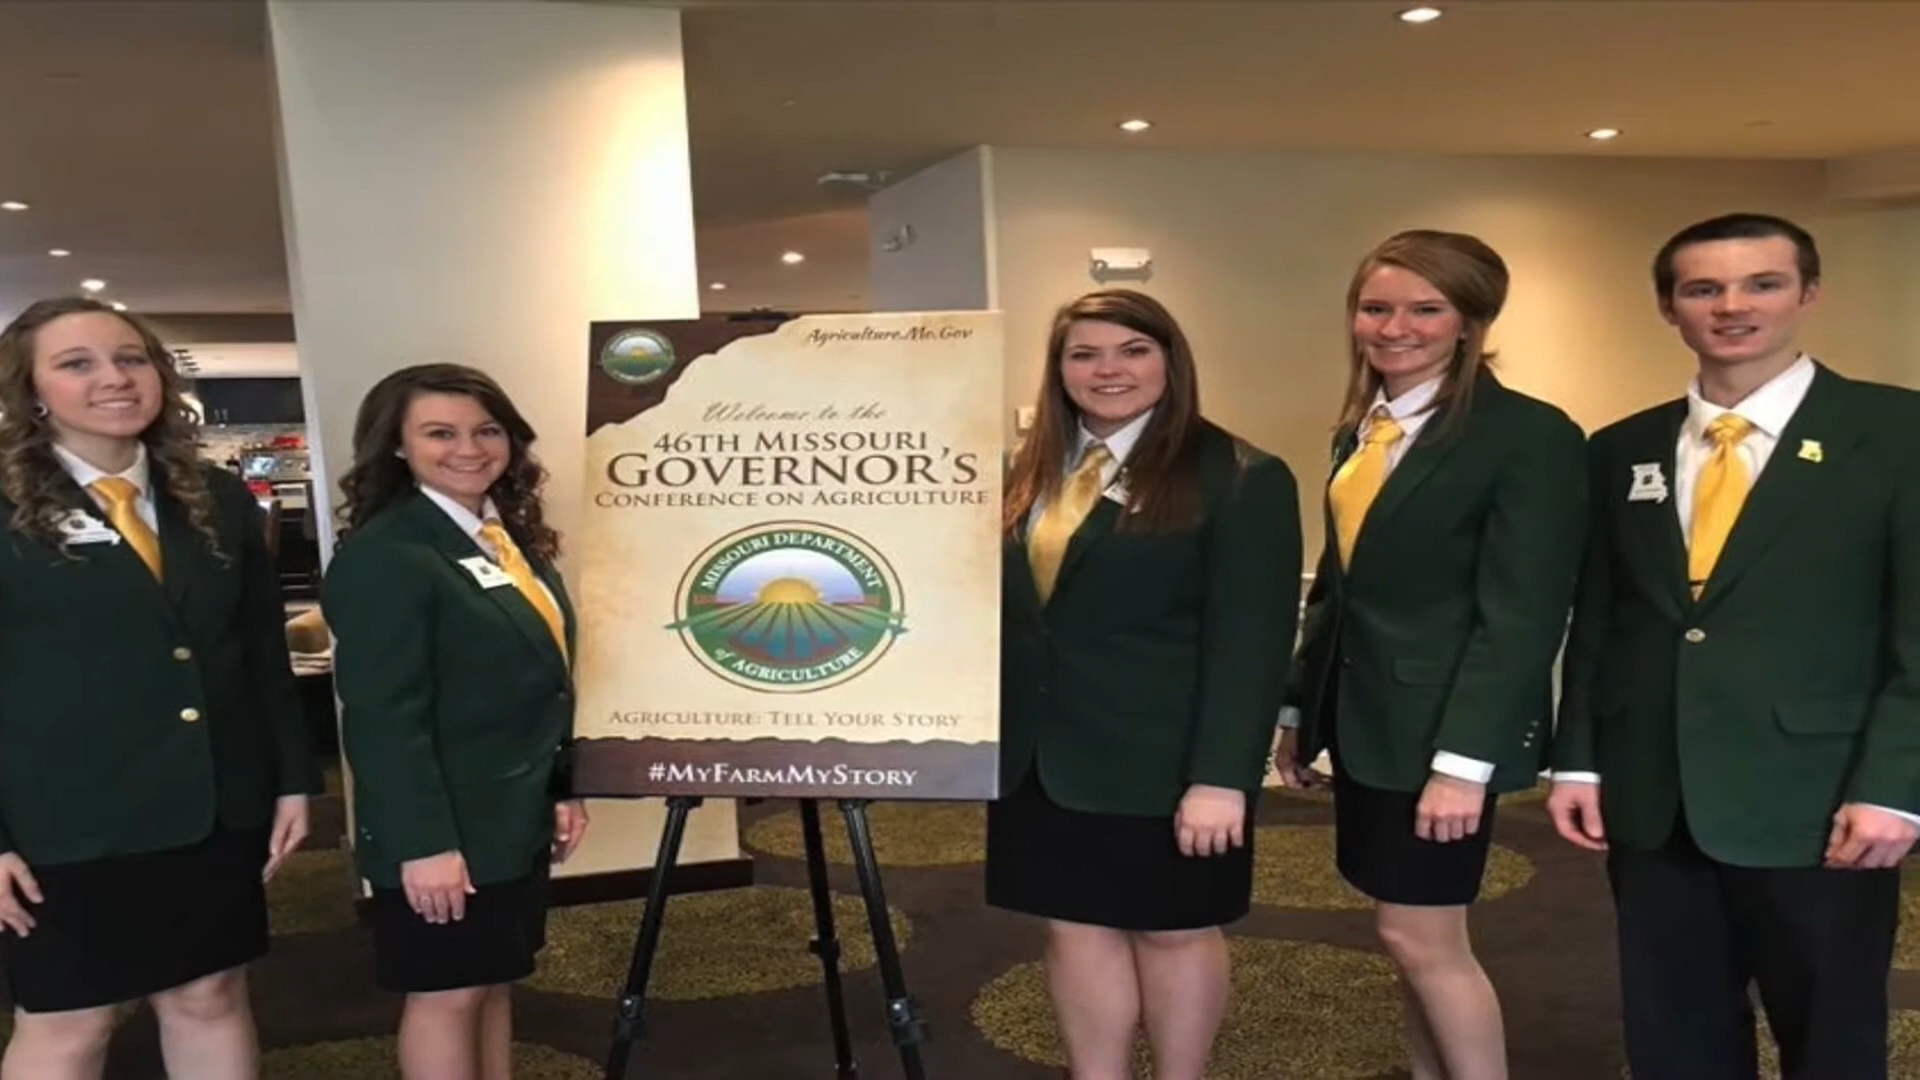 Agriculture.Mo.Gov
Welcome to the
46TH MISSOURI
GOVERNOR'S
CONFERENCE ON AGRICULTURE
MISSOURI DEPARTMENT
of AGRICULTURE
AGRICULTURE: TELL YOUR STORY
#MYFARMMYSTORY